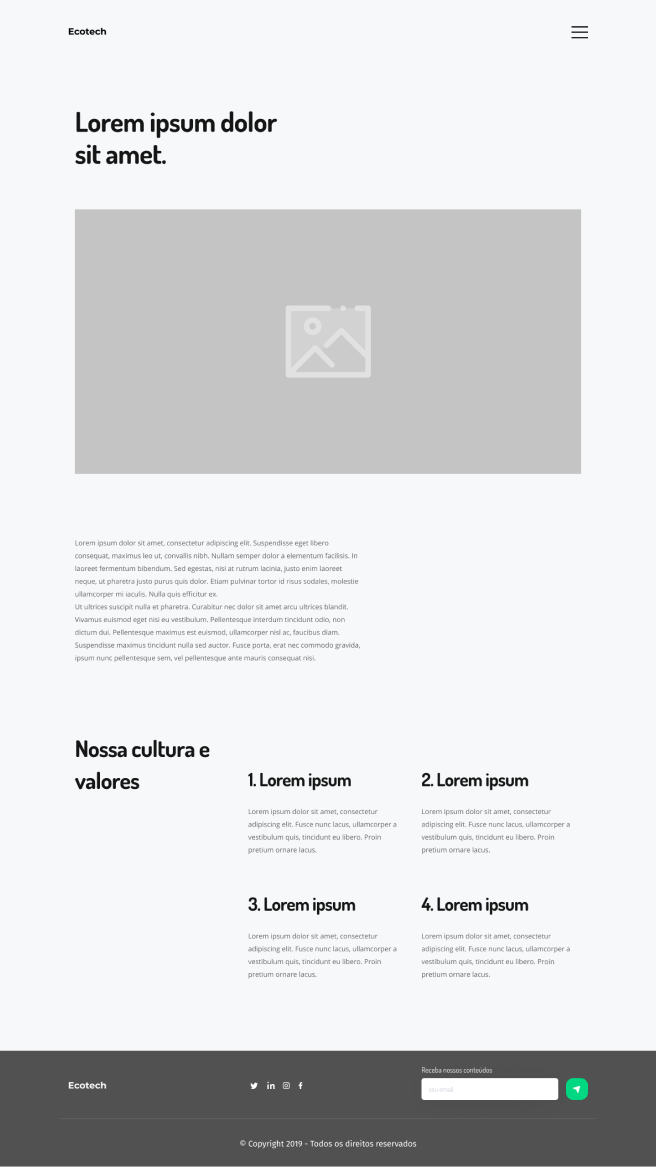 Ecotech
Lorem ipsum dolor
sit amet.
Lorem ipsum dolor sit amet, consectetur adipiscing elit. Suspendisse eget libero
consequat, maximus leo ut, convallis nibh. Nullam semper dolor a elementum facilisis. In
laoreet fermentum bibendum. Sed egestas, nisi at rutrum lacinia, justo enim laoreet
neque, ut pharetra justo purus quis dolor. Etiam pulvinar tortor id risus sodales, molestie
ullamcorper mi iaculis. Nulla quis efficitur ex.
Ut ultrices suscipit nulla et pharetra. Curabitur nec dolor sit amet arcu ultrices blandit.
Vivamus euismod eget nisi eu vestibulum. Pellentesque interdum tincidunt odio, non
dictum dui. Pellentesque maximus est euismod, ullamcorper nisl ac, faucibus diam.
Suspendisse maximus tincidunt nulla sed auctor. Fusce porta, erat nec commodo gravida,
ipsum nunc pellentesque sem, vel pellentesque ante mauris consequat nisi.
Nossa cultura e
valores
1. Lorem ipsum
Lorem ipsum dolor sit amet, consectetur
adipiscing elit. Fusce nunc lacus, ullamcorper a
vestibulum quis, tincidunt eu libero. Proin
pretium ornare lacus.
2. Lorem ipsum
Lorem ipsum dolor sit amet, consectetur
adipiscing elit. Fusce nunc lacus, ullamcorper a
vestibulum quis, tincidunt eu libero. Proin
pretium ornare lacus.
3. Lorem ipsum
Lorem ipsum dolor sit amet, consectetur
adipiscing elit. Fusce nunc lacus, ullamcorper a
vestibulum quis, tincidunt eu libero. Proin
pretium ornare lacus.
4. Lorem ipsum
Lorem ipsum dolor sit amet, consectetur
adipiscing elit. Fusce nunc lacus, ullamcorper a
vestibulum quis, tincidunt eu libero. Proin
pretium ornare lacus.
Ecotech
Receba nossos conteúdos
seu email
© Copyright 2019 - Todos os direitos reservados